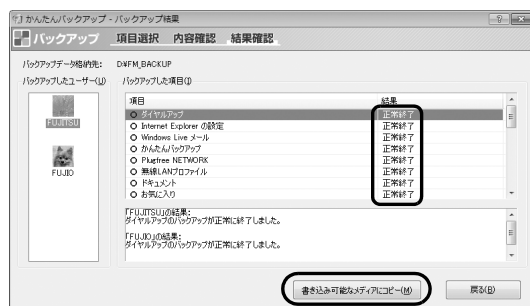 かんたんバックアップ - バックアップ結果
バックアップ 項目選択 内容確認 結果確認
バックアップデータ格納先: D:¥FM_BACKUP
バックアップしたユーザー(U) バックアップした項目(I)
FUJITSU
FUJIO
項目 結果
ダイヤルアップ 正常終了
Internet Explorer の設定 正常終了
Windows Live メール 正常終了
かんたんバックアップ 正常終了
Plugfree NETWORK 正常終了
無線LANプロファイル 正常終了
ドキュメント 正常終了
お気に入り 正常終了
「FUJITSU」の結果:
ダイヤルアップのバックアップが正常に終了しました。
「FUJIO」の結果:
ダイヤルアップのバックアップが正常に終了しました。
書き込み可能なメディアにコピー(M) 戻る(B)